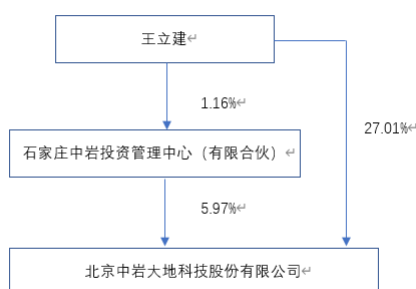 王立建
1.16%
27.01%
石家庄中岩投资管理中心（有限合伙）
5.97%
北京中岩大地科技股份有限公司